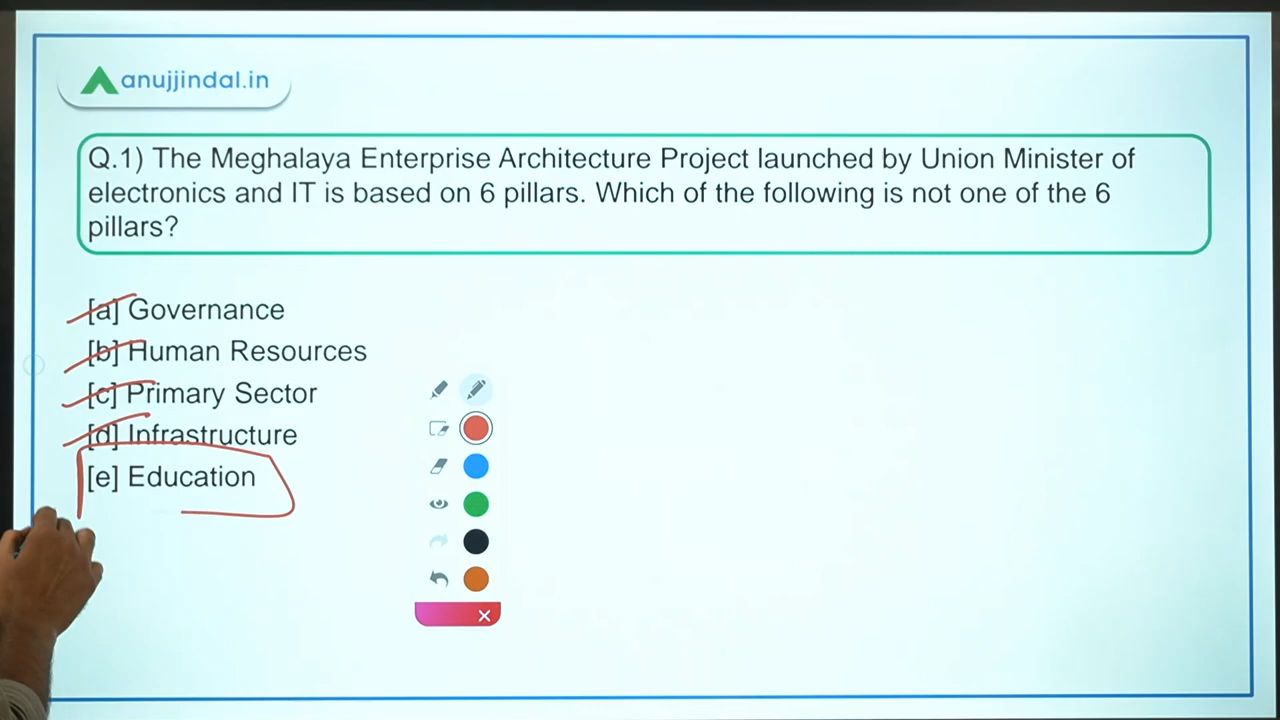 anujjindal.in
Q.1) The Meghalaya Enterprise Architecture Project launched by Union Minister of
electronics and IT is based on 6 pillars. Which of the following is not one of the 6
pillars?
[a] Governance
[b] Human Resources
[c] Primary Sector
[d] Infrastructure
[e] Education